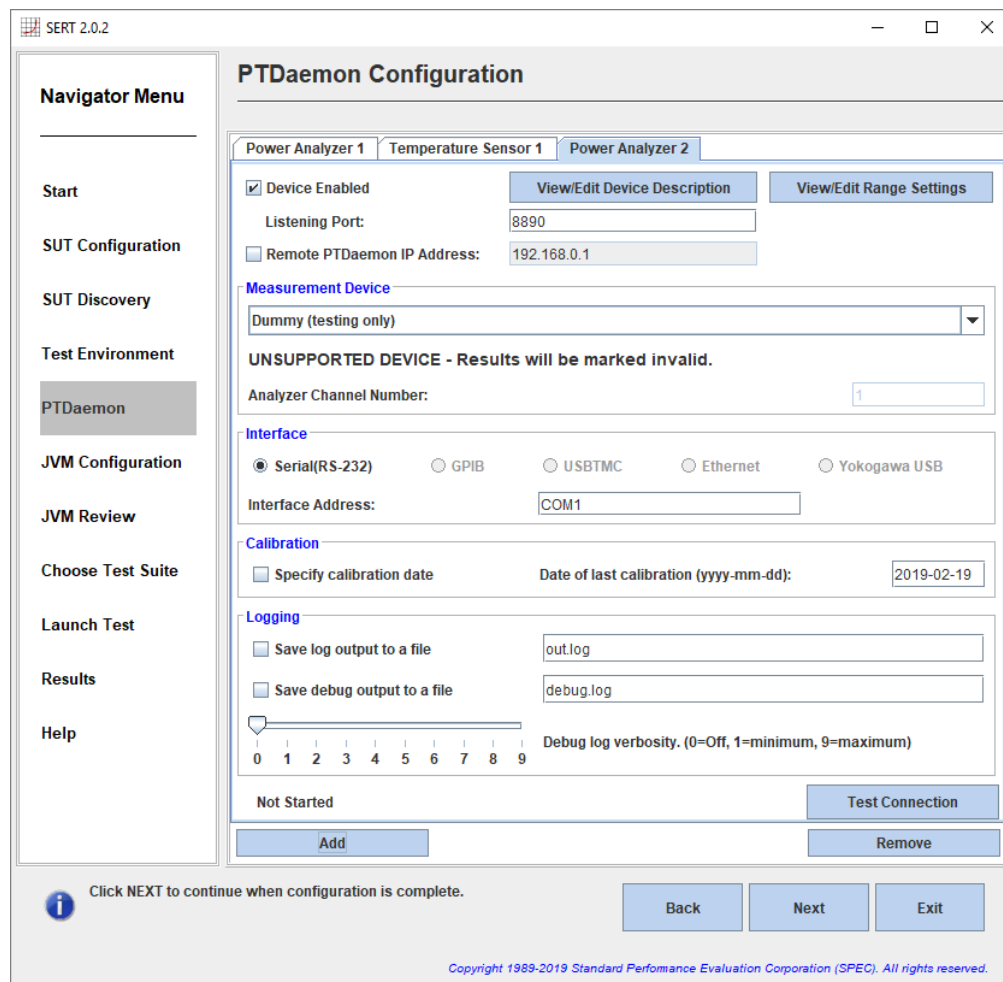 SERT 2.0.2
Navigator Menu
Start
SUT Configuration
SUT Discovery
Test Environment
PTDaemon
JVM Configuration
JVM Review
Choose Test Suite
Launch Test
Results
Help
PTDaemon Configuration
Power Analyzer 1 Temperature Sensor 1 Power Analyzer 2
Device Enabled View/Edit Device Description View/Edit Range Settings
Listening Port: 8890
Remote PTDaemon IP Address: 192.168.0.1
Measurement Device
Dummy (testing only)
UNSUPPORTED DEVICE - Results will be marked invalid.
Analyzer Channel Number: 1
Interface
Serial(RS-232) GPIB USBTMC Ethernet Yokogawa USB
Interface Address: COM1
Calibration
Specify calibration date Date of last calibration (yyyy-mm-dd): 2019-02-19
Logging
Save log output to a file out.log
Save debug output to a file debug.log
0 1 2 3 4 5 6 7 8 9 Debug log verbosity. (0=Off, 1=minimum, 9=maximum)
Not Started Test Connection
Add Remove
Click NEXT to continue when configuration is complete.
Back Next Exit
Copyright 1989-2019 Standard Perfomance Evaluation Corporation (SPEC). All rights reserved.